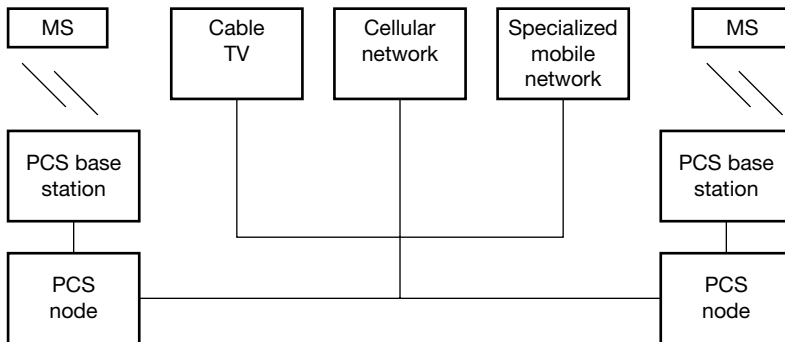 MS
Cable
TV
Cellular
network
Specialized
mobile
network
MS
PCS base
station
PCS base
station
PCS
node
PCS
node